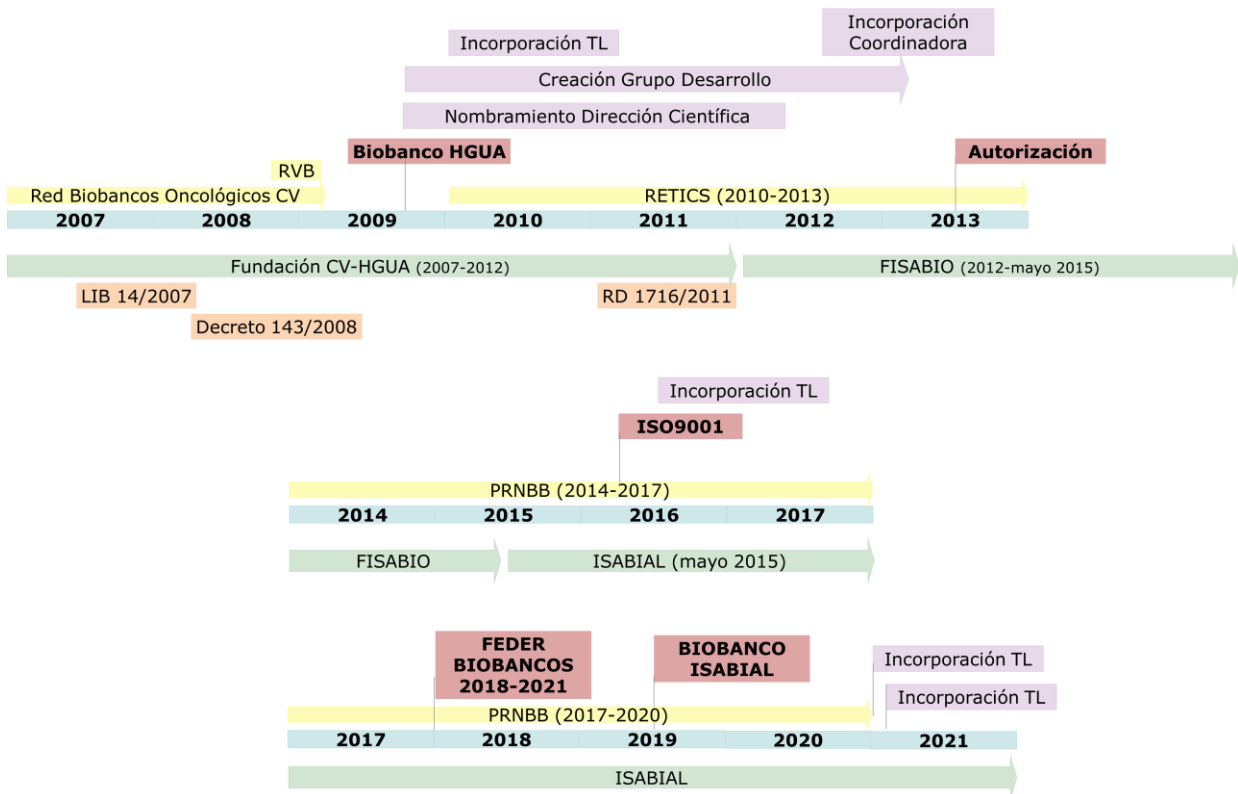 Incorporación
Coordinadora
Incorporación TL
Creación Grupo Desarrollo
Nombramiento Dirección Científica
Biobanco HGUA
Autorización
RVB
Red Biobancos Oncológicos CV
RETICS (2010-2013)
2007 2008 2009 2010 2011 2012 2013
Fundación CV-HGUA (2007-2012)
FISABIO (2012-mayo 2015)
LIB 14/2007
RD 1716/2011
Decreto 143/2008
Incorporación TL
ISO9001
PRNBB (2014-2017)
2014 2015 2016 2017
FISABIO
ISABIAL (mayo 2015)
FEDER
BIOBANCOS
2018-2021
BIOBANCO
ISABIAL
Incorporación TL
Incorporación TL
PRNBB (2017-2020)
2017 2018 2019 2020 2021
ISABIAL